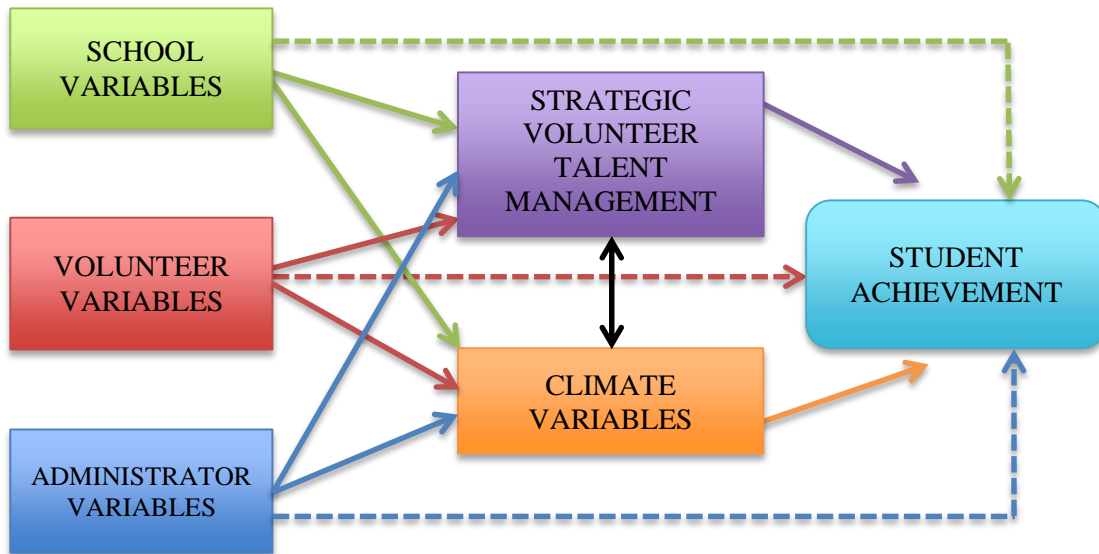 SCHOOL
VARIABLES
STRATEGIC
VOLUNTEER
TALENT
MANAGEMENT
VOLUNTEER
VARIABLES
STUDENT
ACHIEVEMENT
CLIMATE
VARIABLES
ADMINISTRATOR
VARIABLES